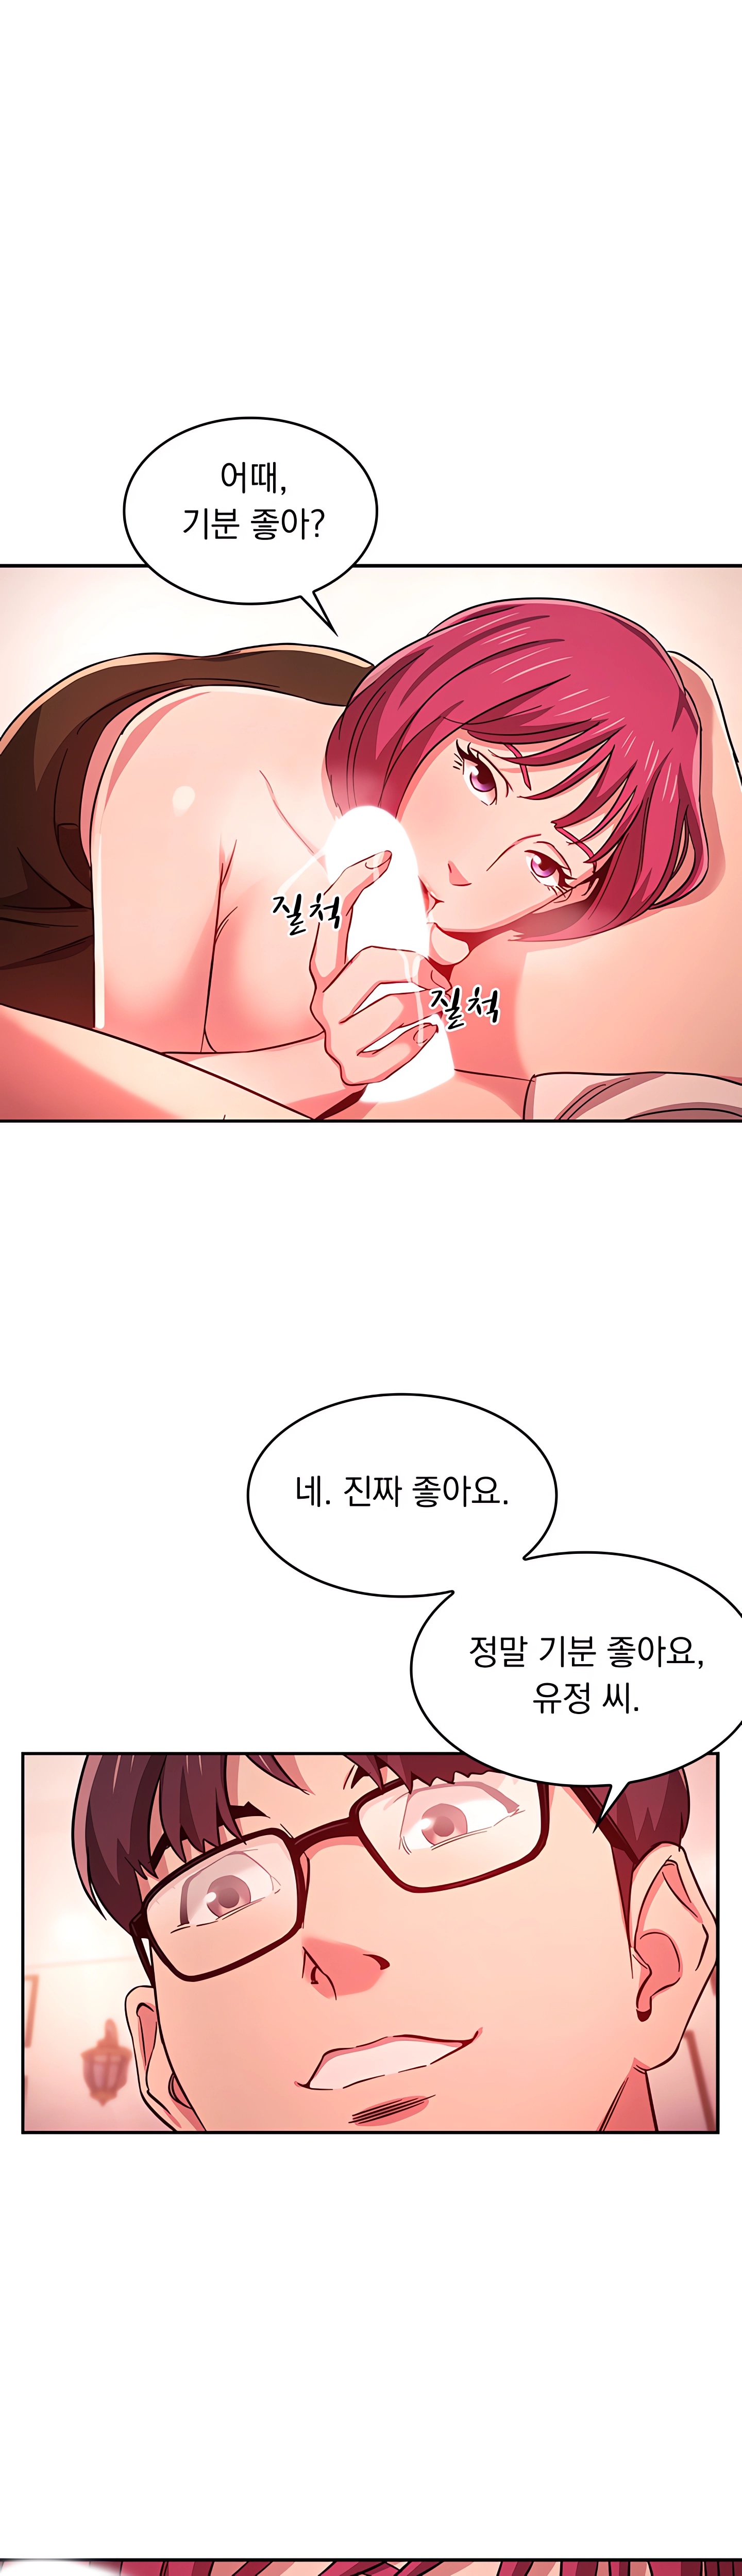 어때,
기분 좋아?
질척
질척
네. 진짜 좋아요.
정말 기분 좋아요,
유정 씨.